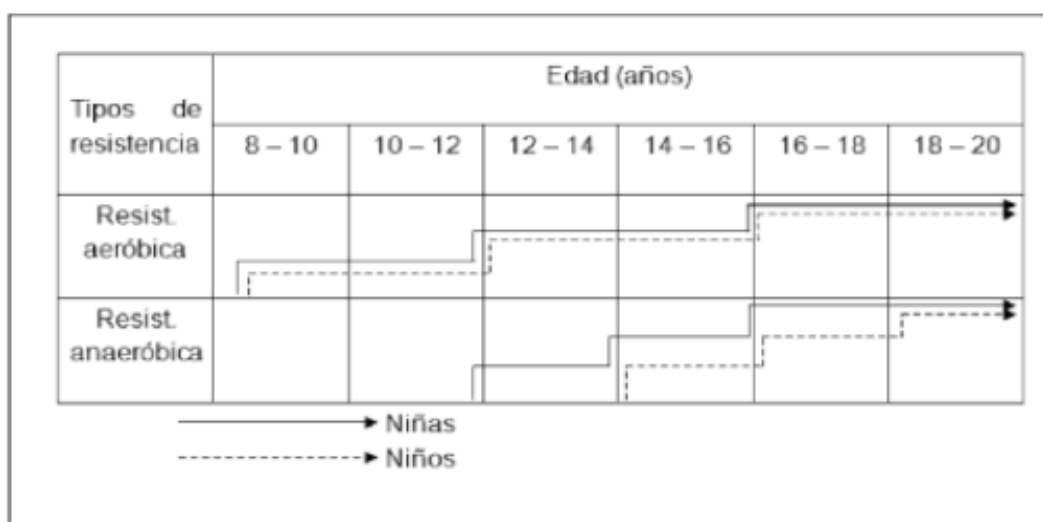 Edad (años)
Tipos de
resistencia
8 – 10 10 – 12 12 – 14 14 – 16 16 – 18 18 – 20
Resist.
aeróbica
Resist.
anaeróbica
Niñas
Niños